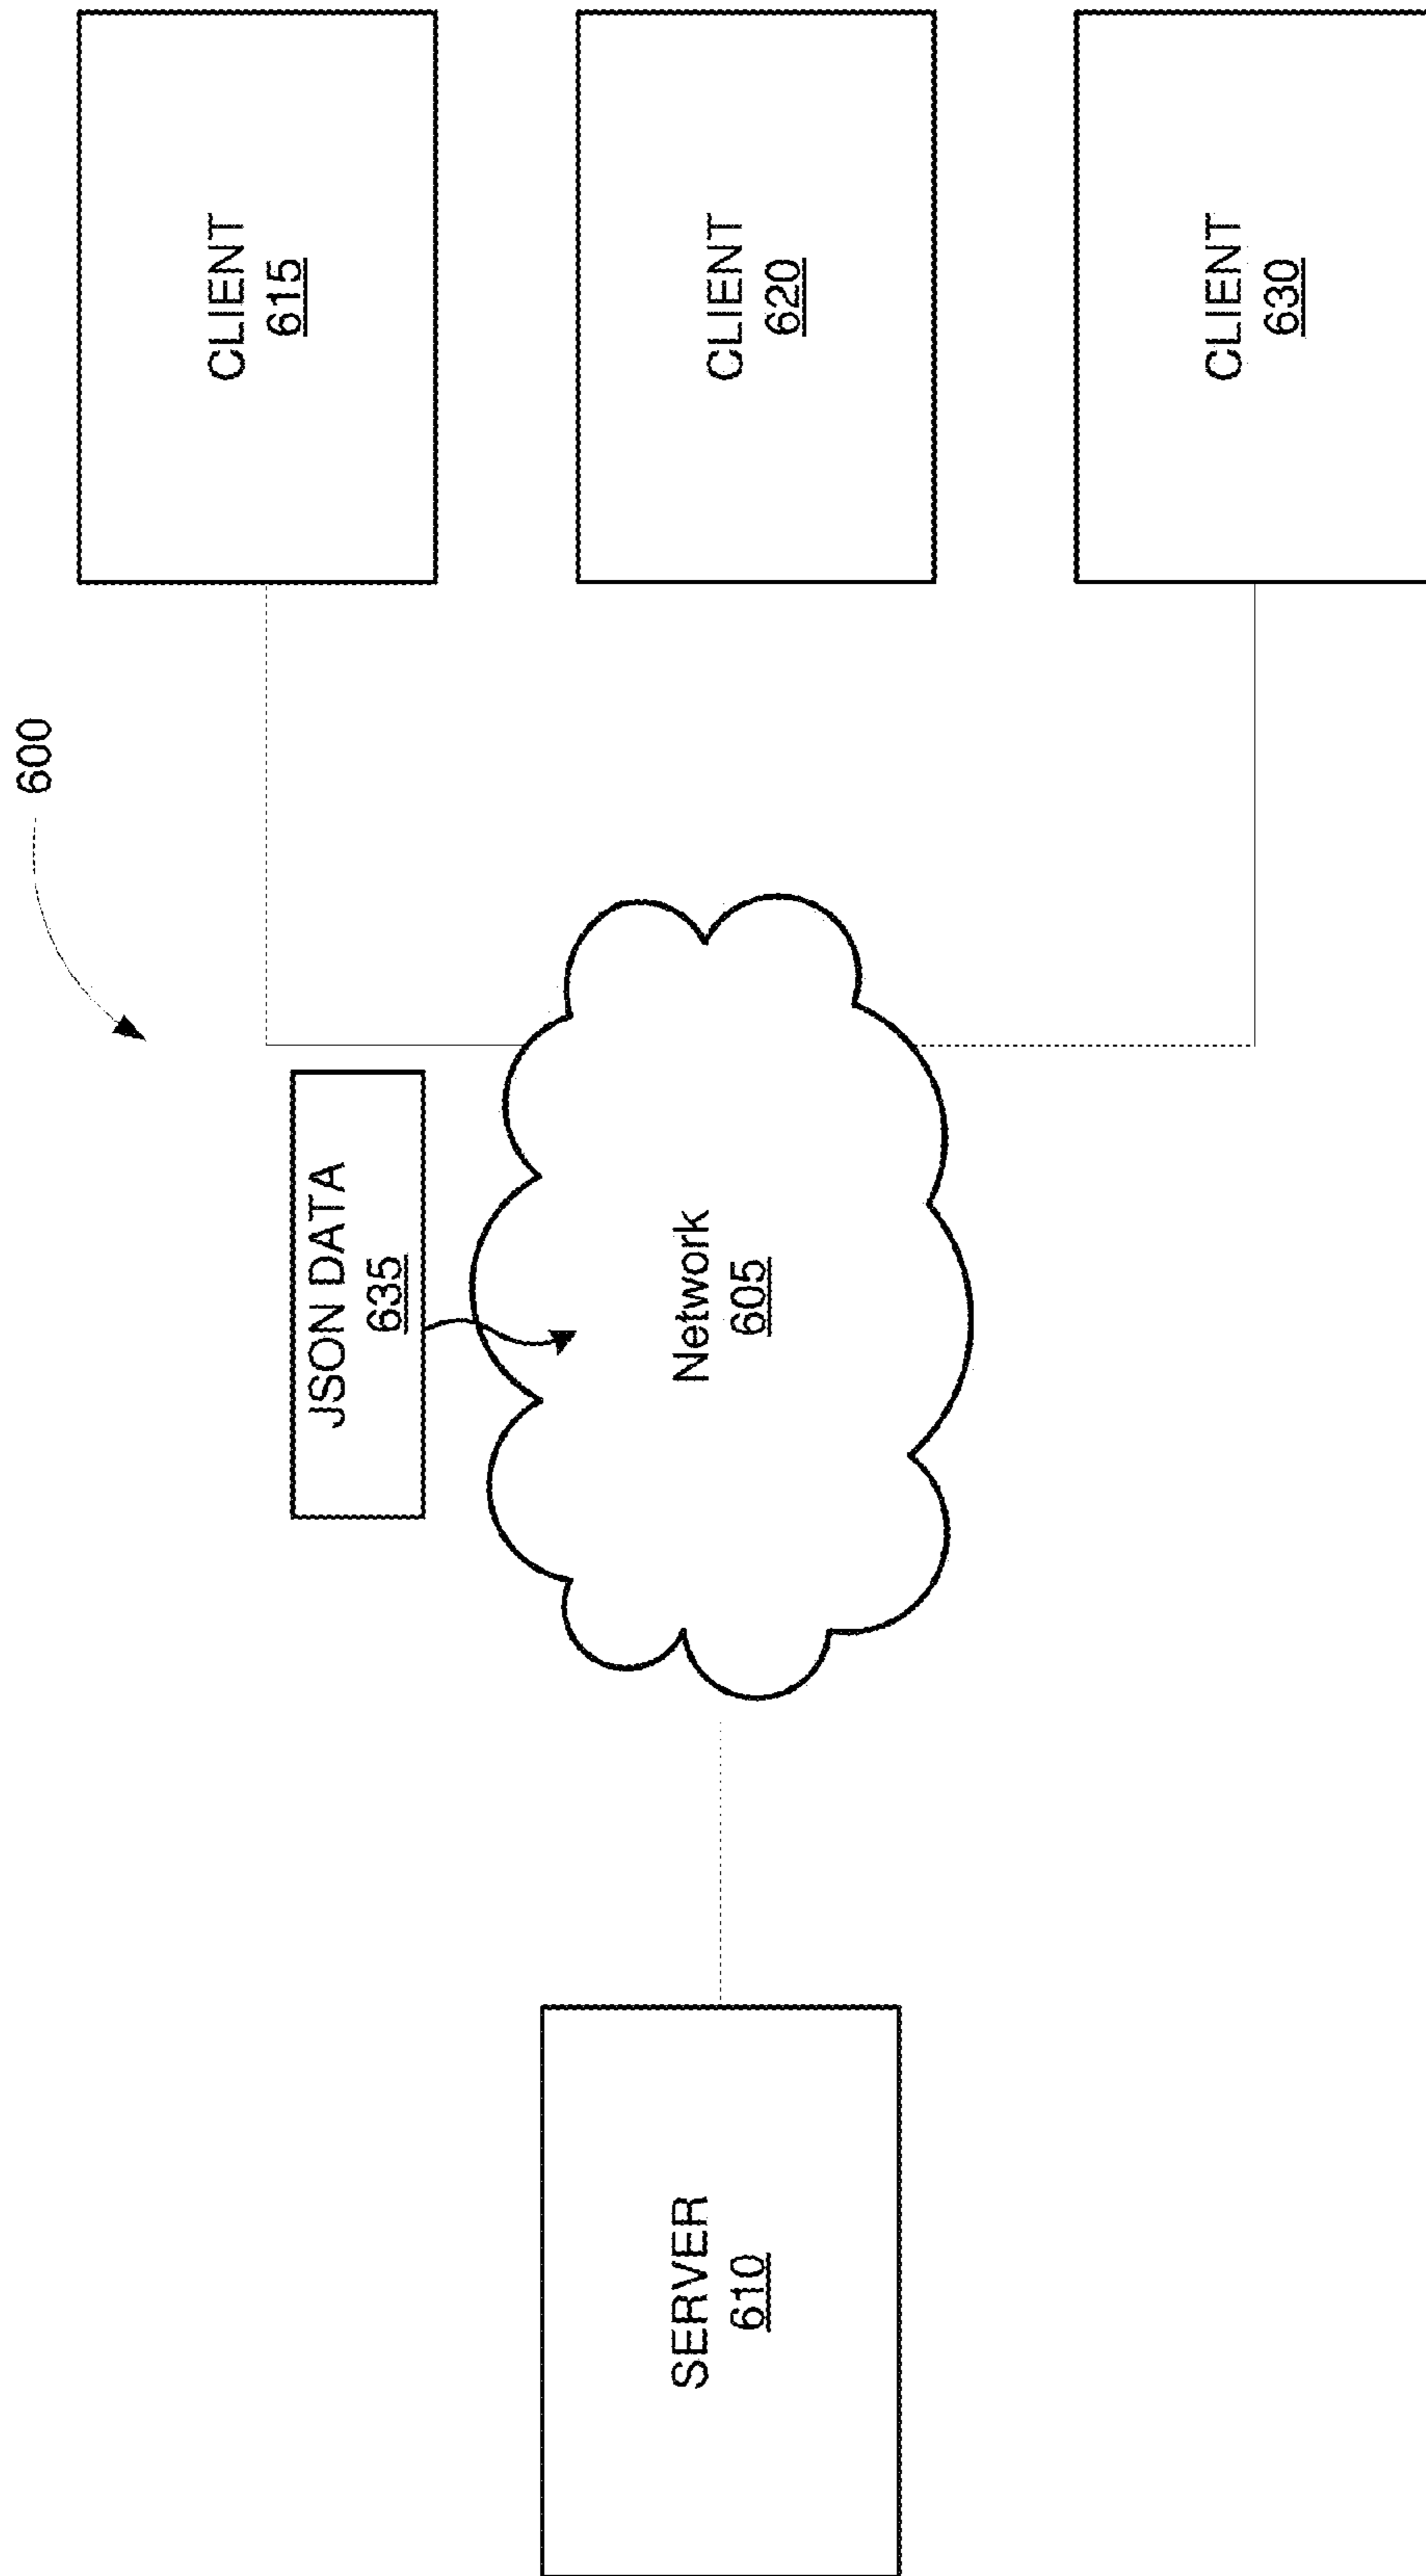 600
CLIENT
615
JSON DATA
635
SERVER
610
Network
605
CLIENT
620
CLIENT
630